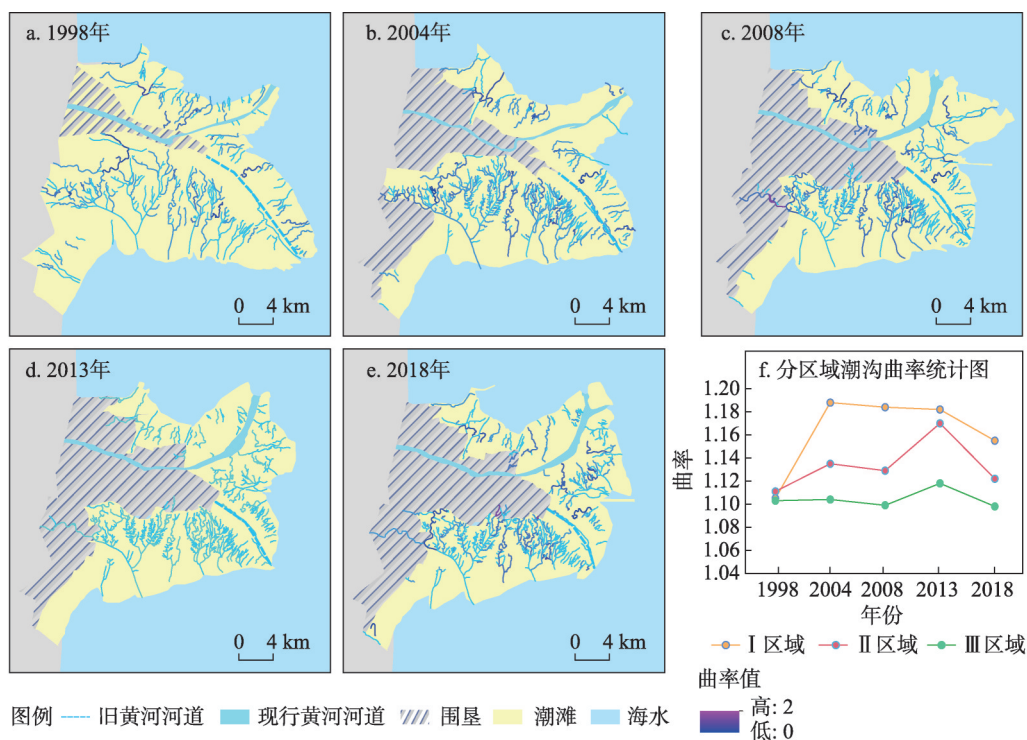 a. 1998年
0 4 km
b. 2004年
0 4 km
c. 2008年
0 4 km
d. 2013年
0 4 km
e. 2018年
0 4 km
f. 分区域潮沟曲率统计图
曲率
1.20
1.18
1.16
1.14
1.12
1.10
1.08
1.06
1.04
1998 2004 2008 2013 2018
年份
Ⅰ区域 Ⅱ区域 Ⅲ区域
图例 旧黄河河道 现行黄河河道 围垦 潮滩 海水
曲率值
高: 2
低: 0